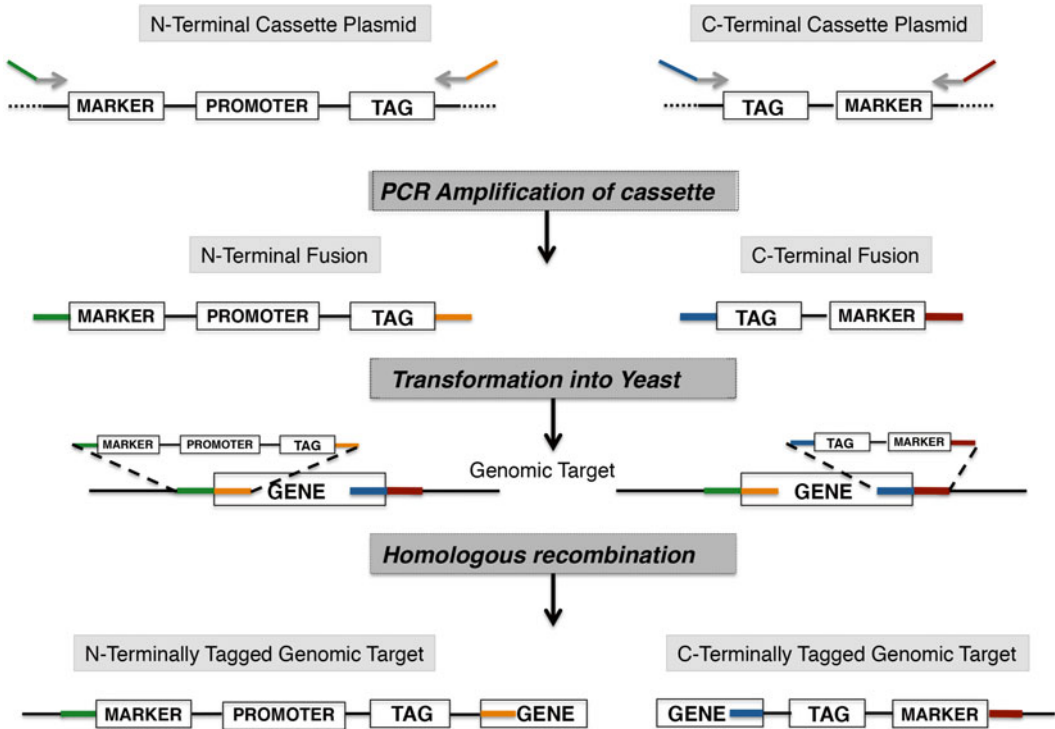 N-Terminal Cassette Plasmid
C-Terminal Cassette Plasmid
MARKER PROMOTER TAG
TAG MARKER
PCR Amplification of cassette
N-Terminal Fusion
C-Terminal Fusion
MARKER PROMOTER TAG
TAG MARKER
Transformation into Yeast
MARKER PROMOTER TAG
TAG MARKER
Genomic Target
GENE
GENE
Homologous recombination
N-Terminally Tagged Genomic Target
C-Terminally Tagged Genomic Target
MARKER PROMOTER TAG GENE
GENE TAG MARKER